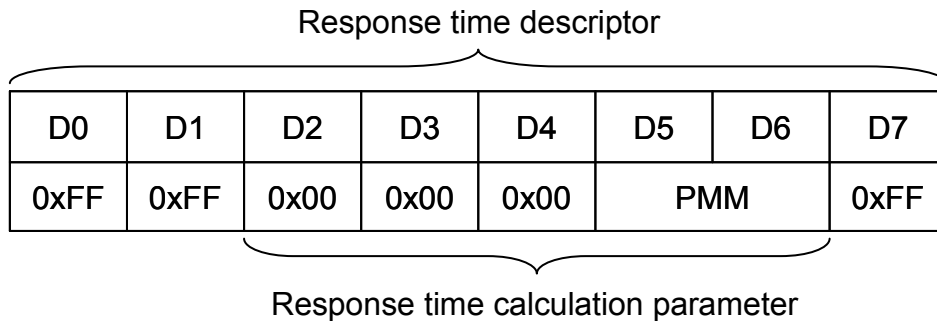 Response time descriptor
D0 D1 D2 D3 D4 D5 D6 D7
0xFF 0xFF 0x00 0x00 0x00 PMM 0xFF
Response time calculation parameter